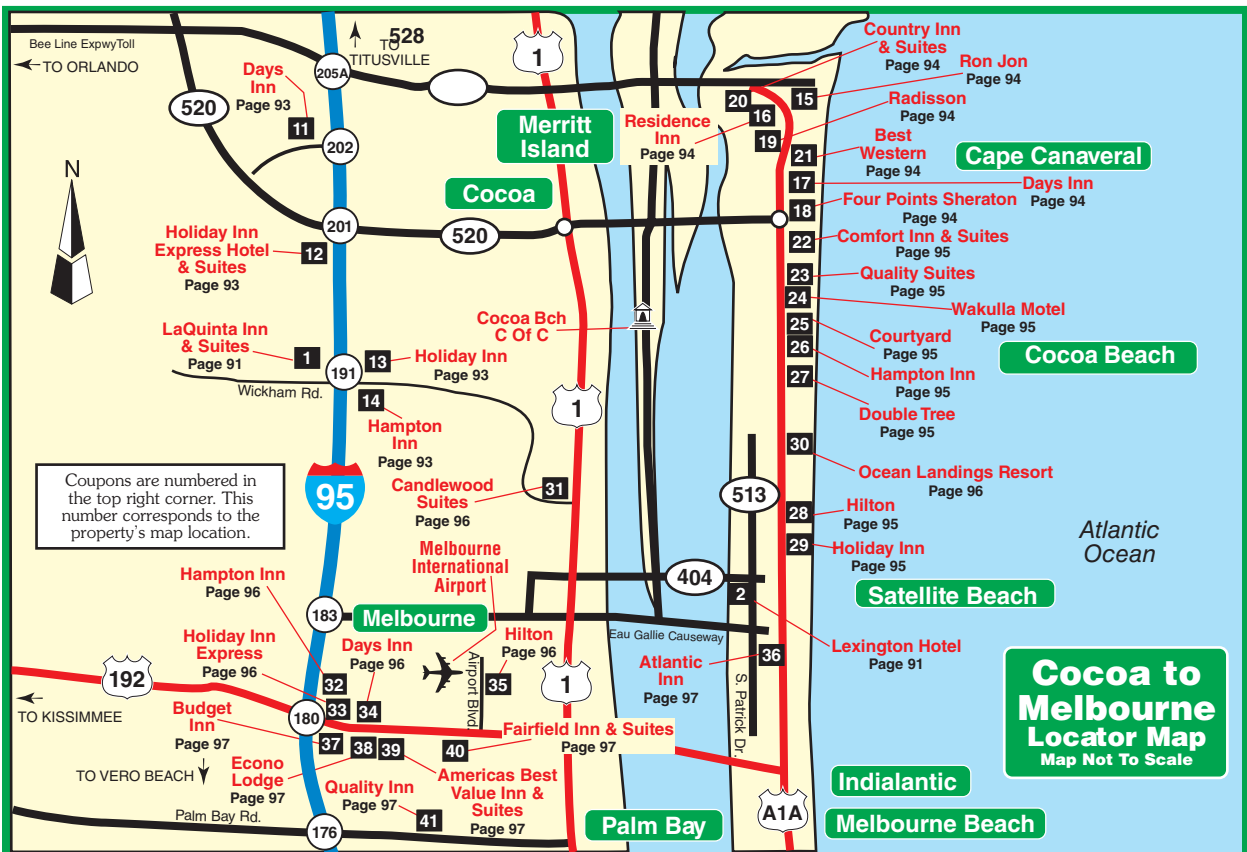 Bee Line ExpwyToll
TO ORLANDO
TO
528
TITUSVILLE
205A
1
Country Inn
& Suites
Page 94
Ron Jon
Page 94
Days
Inn
Page 93
11
520
202
Merritt
Island
Residence
Inn
Page 94
20
15
16
Radisson
Page 94
19
Best
Western
Page 94
21
Cape Canaveral
N
Cocoa
17
Days Inn
Page 94
18
Four Points Sheraton
Page 94
201
520
Holiday Inn
Express Hotel
& Suites
Page 93
12
22
Comfort Inn & Suites
Page 95
23
Quality Suites
Page 95
24
Wakulla Motel
Page 95
Cocoa Bch
C Of C
25
Courtyard
Page 95
26
Cocoa Beach
LaQuinta Inn
& Suites
Page 91
1
13
Holiday Inn
Page 93
191
Wickham Rd.
Hampton Inn
Page 95
27
14
Hampton
Inn
Page 93
1
Double Tree
Page 95
30
Ocean Landings Resort
Page 96
Coupons are numbered in
the top right corner. This
number corresponds to the
property's map location.
95
Candlewood
Suites
Page 96
31
513
28
Hilton
Page 95
29
Holiday Inn
Page 95
Atlantic
Ocean
Melbourne
International
Airport
404
Hampton Inn
Page 96
2
Satellite Beach
183
Melbourne
Eau Gallie Causeway
Holiday Inn
Express
Page 96
Days Inn
Page 96
Hilton
Page 96
Lexington Hotel
Page 91
Atlantic
Inn
Page 97
36
192
32
33
34
Airport Blvd.
35
1
S. Patrick Dr.
Cocoa to
Melbourne
Locator Map
Map Not To Scale
TO KISSIMMEE
180
Budget
Inn
Page 97
37
38
39
40
Fairfield Inn & Suites
Page 97
TO VERO BEACH
Econo
Lodge
Page 97
Quality Inn
Page 97
41
Americas Best
Value Inn &
Suites
Page 97
Indialantic
Palm Bay Rd.
176
Palm Bay
A1A
Melbourne Beach